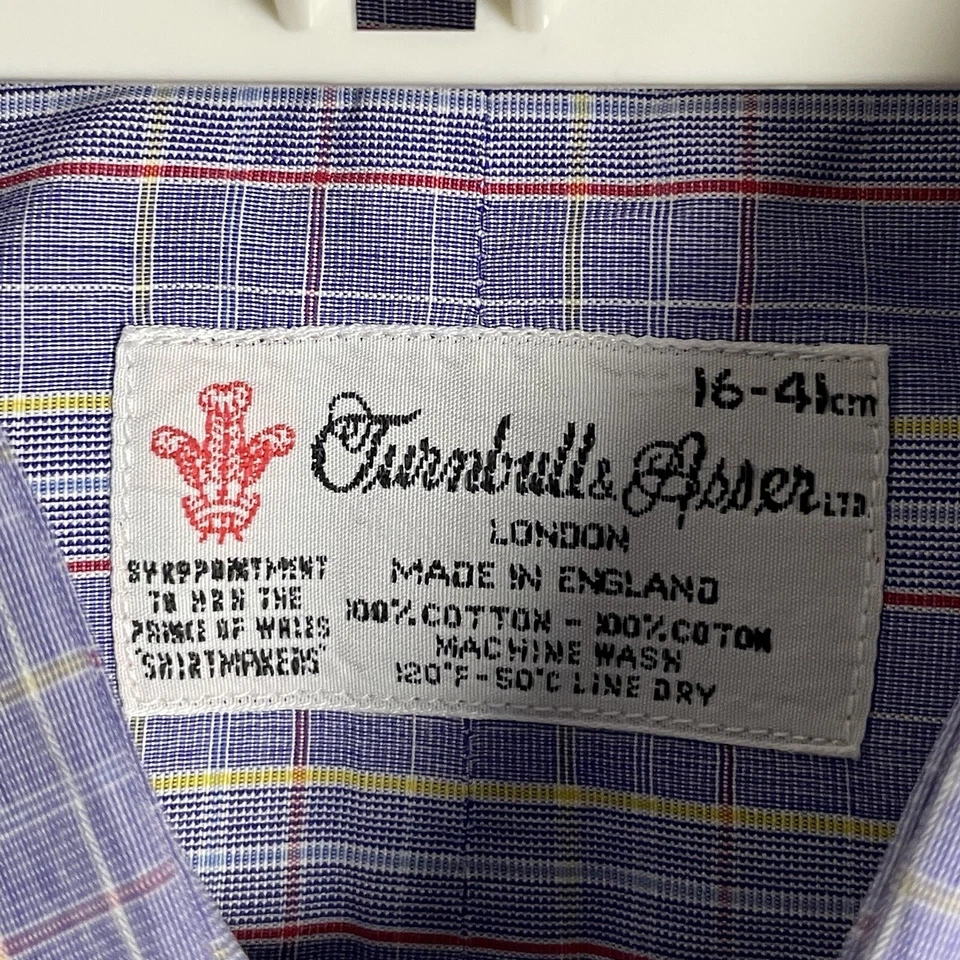 16-41cm
Turnbull & Asser LTD
LONDON
MADE IN ENGLAND
100% COTTON - 100% COTON
MACHINE WASH
120°F - 50°C LINE DRY
BY APPOINTMENT
TO HRH THE
PRINCE OF WALES
"SHIRTMAKERS"